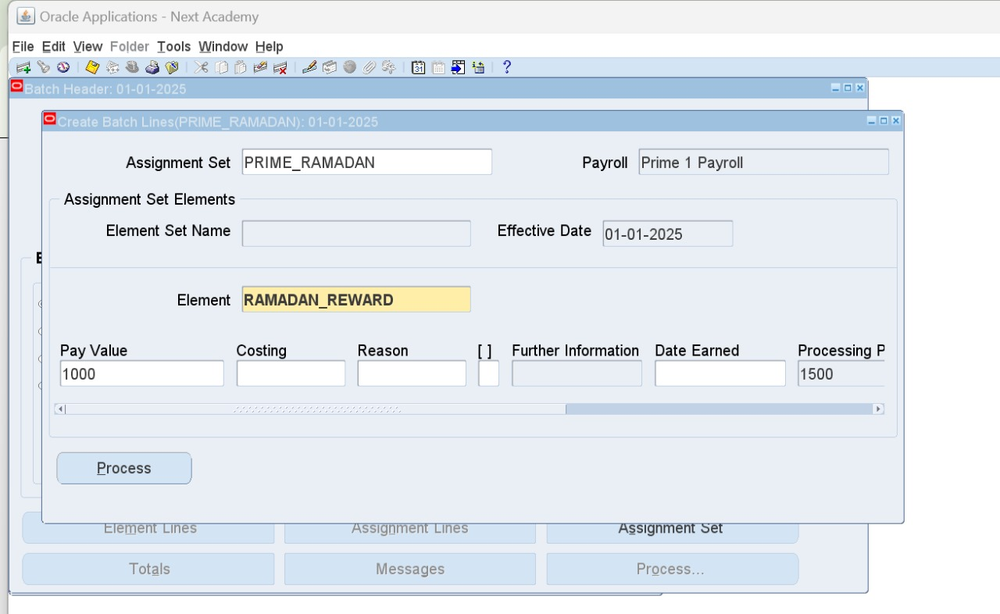 Oracle Applications - Next Academy
File Edit View Folder Tools Window Help
31 ?
Batch Header: 01-01-2025
Create Batch Lines(PRIME_RAMADAN): 01-01-2025
Assignment Set PRIME_RAMADAN Payroll Prime 1 Payroll
Assignment Set Elements
Element Set Name Effective Date 01-01-2025
Element RAMADAN_REWARD
Pay Value Costing Reason [ ] Further Information Date Earned Processing P
1000 1500
Process
Element Lines Assignment Lines Assignment Set
Totals Messages Process...